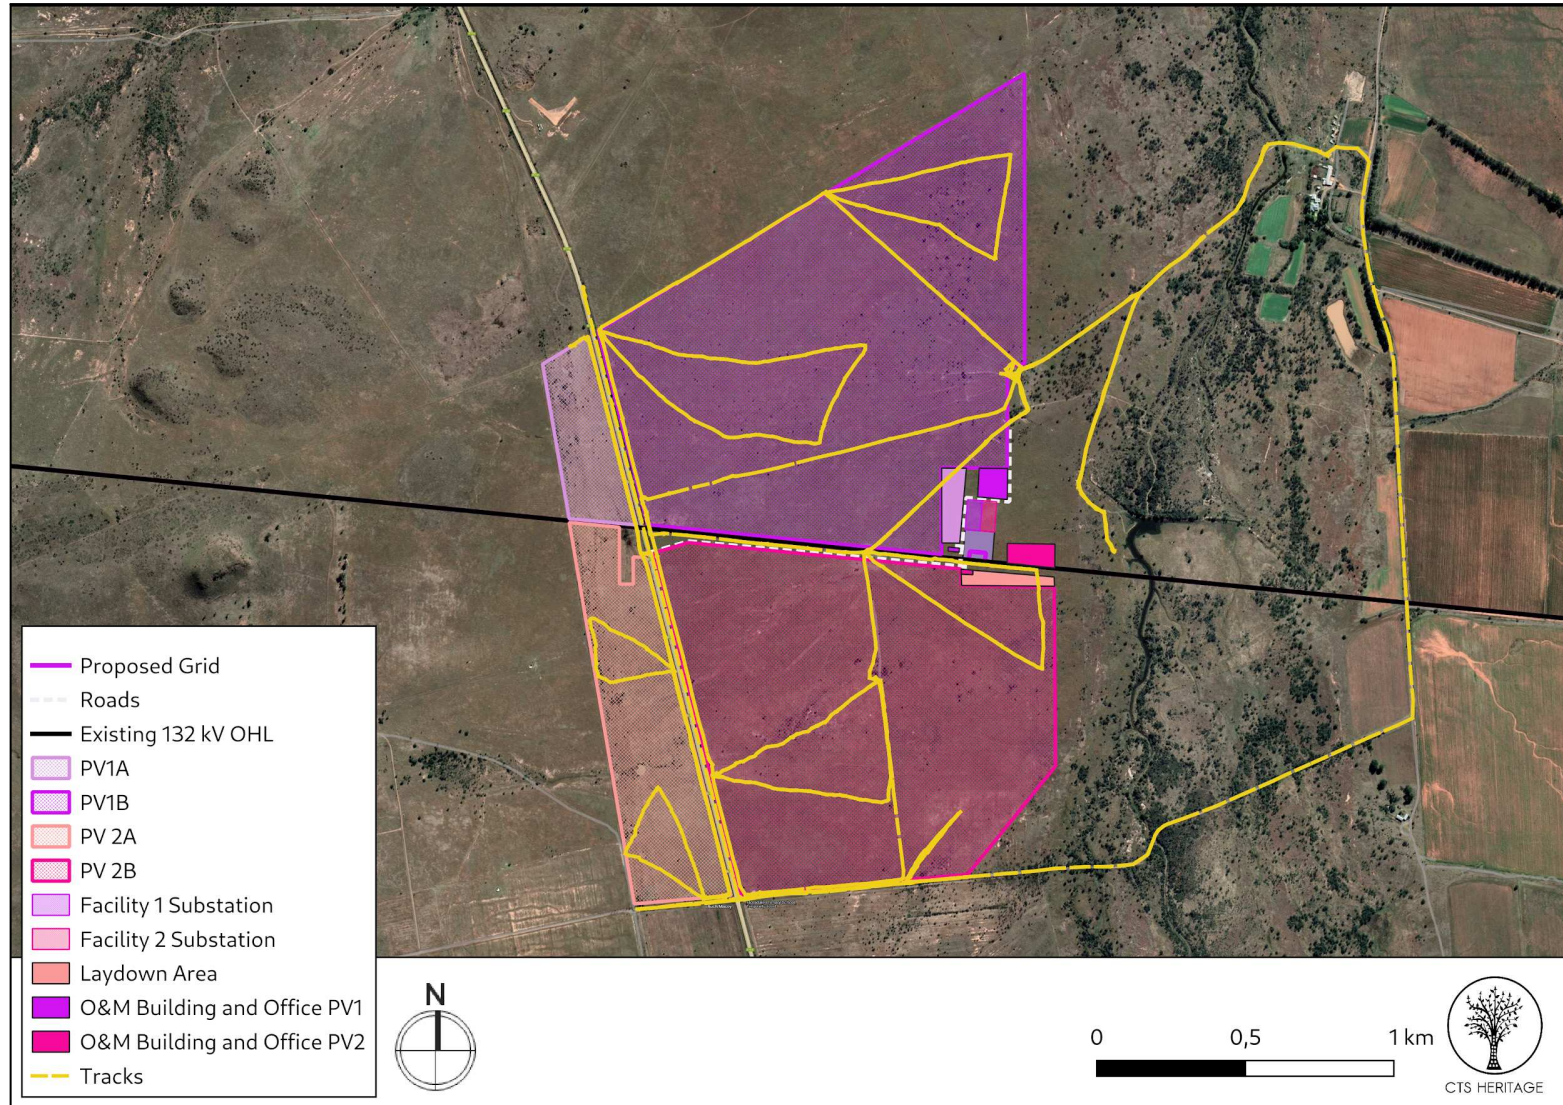 Proposed Grid
Roads
Existing 132 kV OHL
PV1A
PV1B
PV 2A
PV 2B
Facility 1 Substation
Facility 2 Substation
Laydown Area
O&M Building and Office PV1
O&M Building and Office PV2
Tracks
N
0 0,5 1 km
CTS HERITAGE